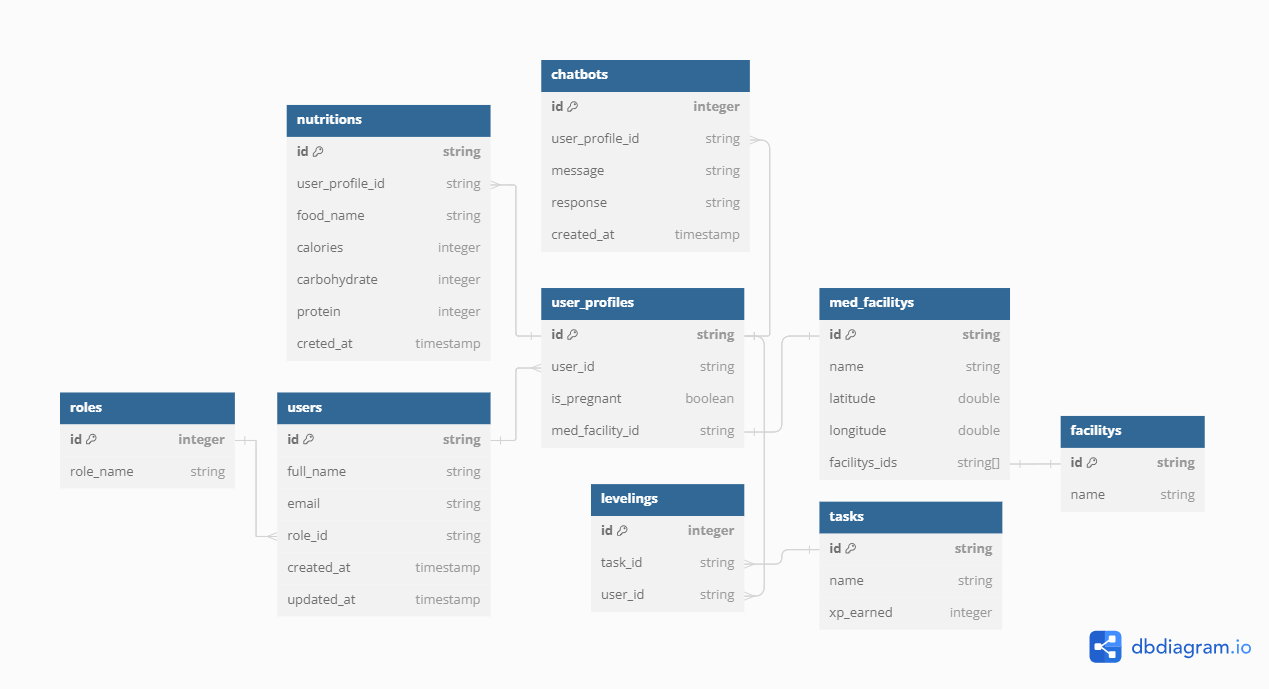 chatbots
id integer
user_profile_id string
message string
response string
created_at timestamp
nutritions
id string
user_profile_id string
food_name string
calories integer
carbohydrate integer
protein integer
creted_at timestamp
user_profiles
id string
user_id string
is_pregnant boolean
med_facility_id string
med_facilitys
id string
name string
latitude double
longitude double
facilitys_ids string[]
roles
id integer
role_name string
users
id string
full_name string
email string
role_id string
created_at timestamp
updated_at timestamp
facilitys
id string
name string
levelings
id integer
task_id string
user_id string
tasks
id string
name string
xp_earned integer
dbdiagram.io